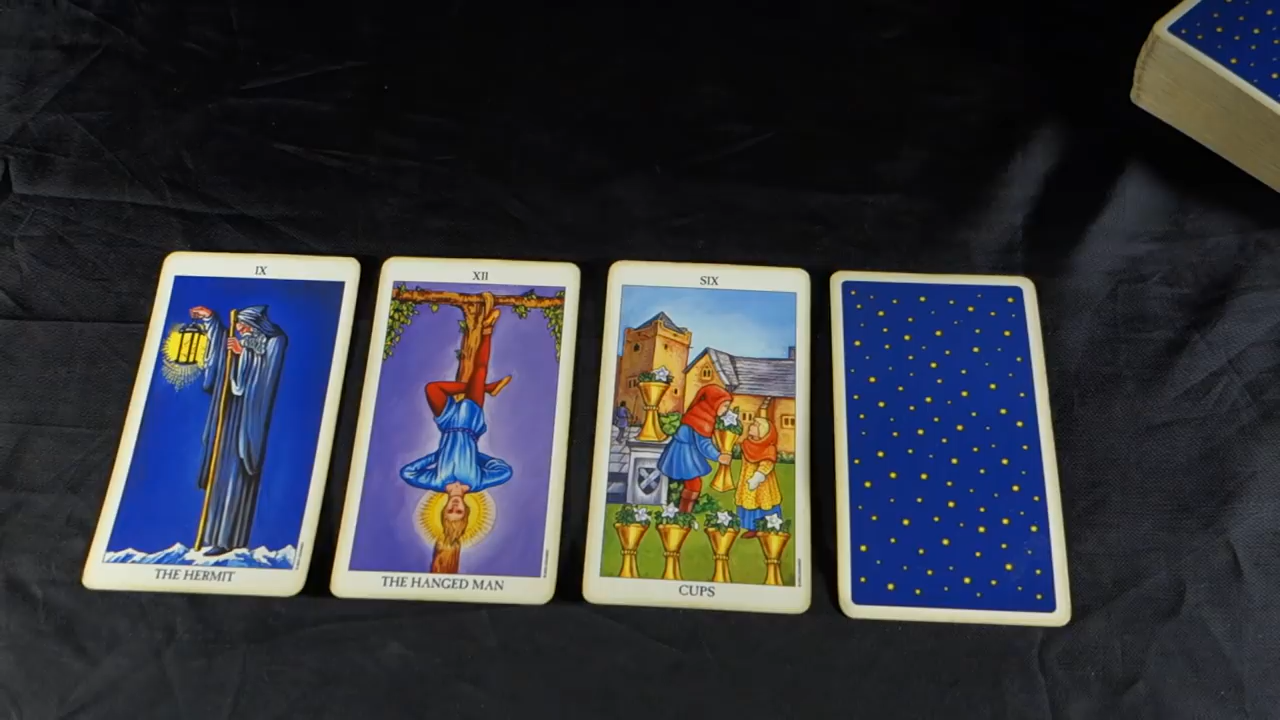 IX
THE HERMIT
XII
THE HANGED MAN
SIX
CUPS